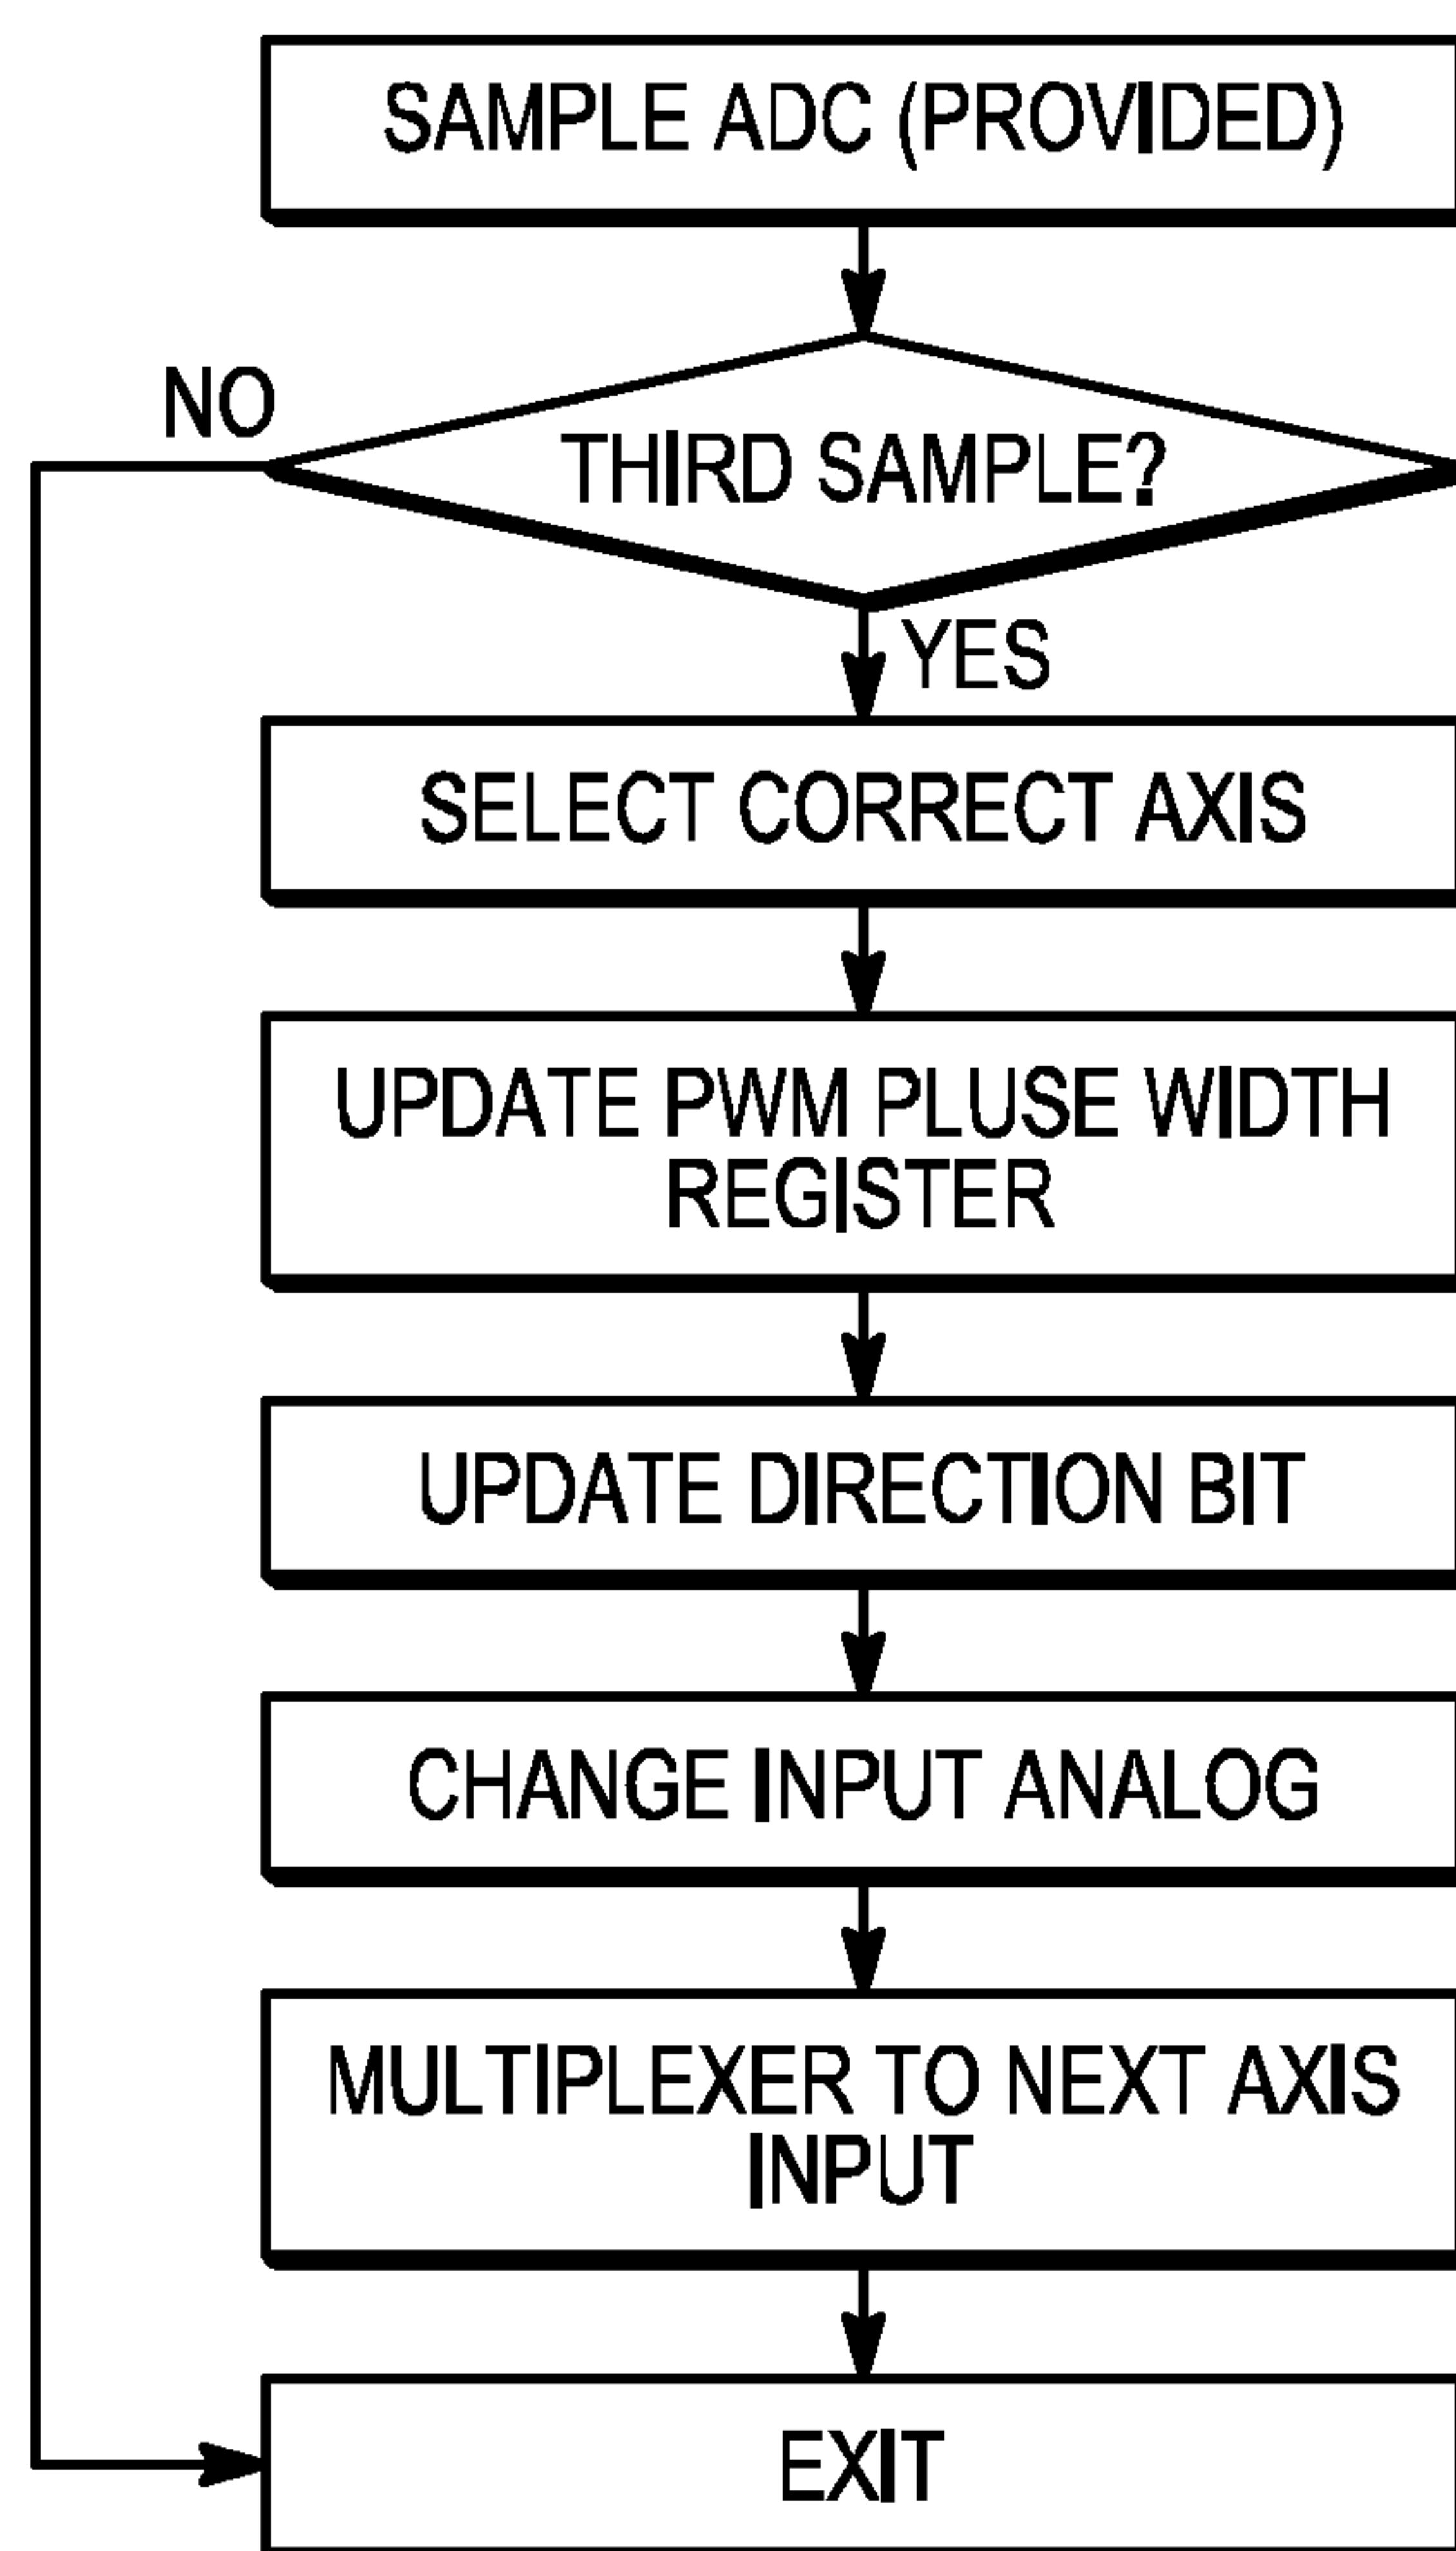 SAMPLE ADC (PROVIDED)
NO
THIRD SAMPLE?
YES
SELECT CORRECT AXIS
UPDATE PWM PLUSE WIDTH
REGISTER
UPDATE DIRECTION BIT
CHANGE INPUT ANALOG
MULTIPLEXER TO NEXT AXIS
INPUT
EXIT